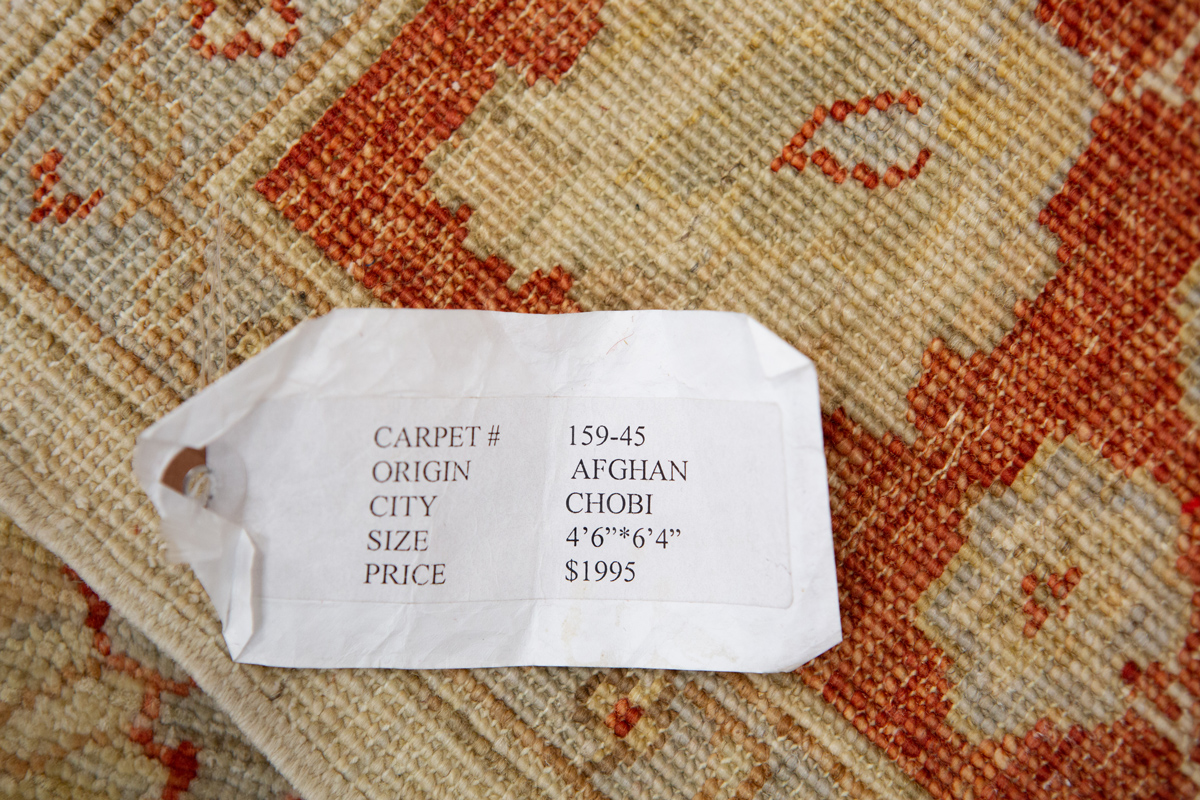 CARPET # 159-45
ORIGIN AFGHAN
CITY CHOBI
SIZE 4’6”*6’4”
PRICE $1995